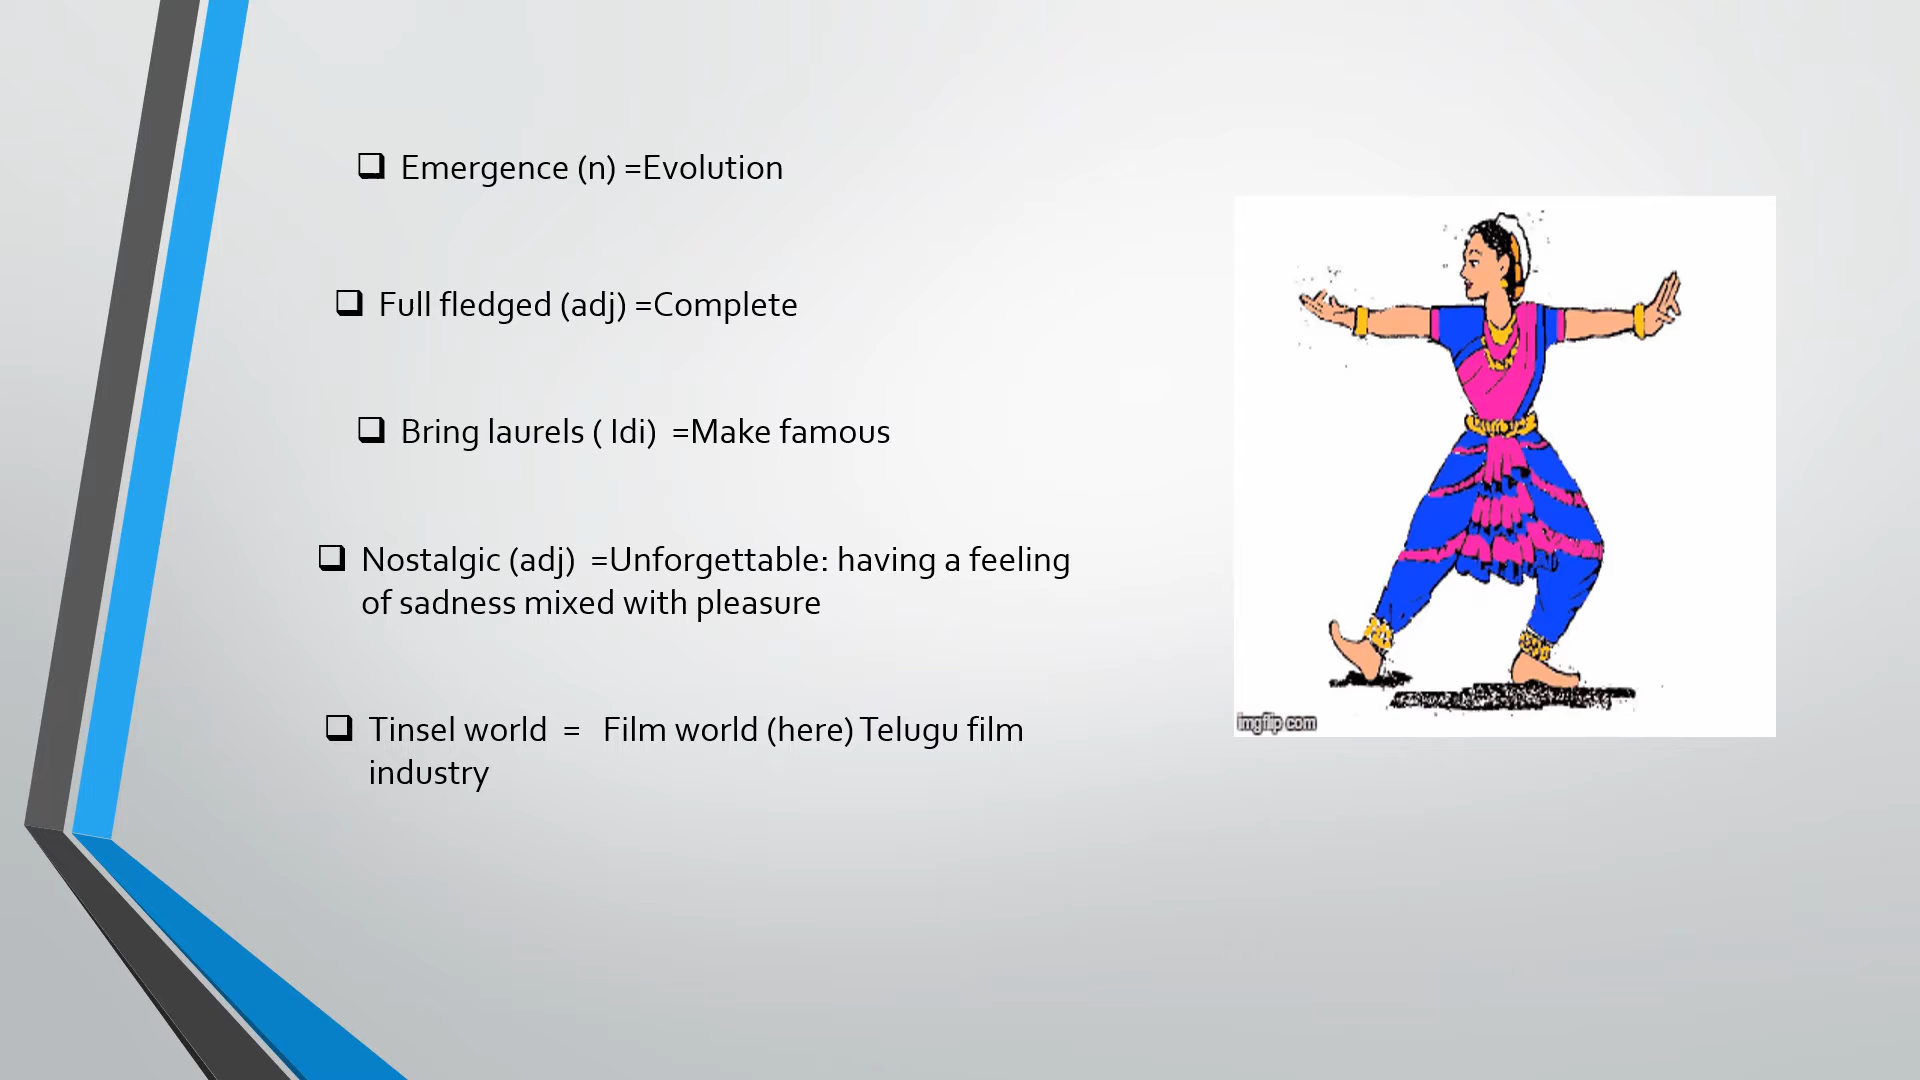 Emergence (n) =Evolution
Full fledged (adj) =Complete
Bring laurels ( Idi)  =Make famous
Nostalgic (adj)  =Unforgettable: having a feeling
of sadness mixed with pleasure
Tinsel world  =   Film world (here) Telugu film
industry
imgflip.com